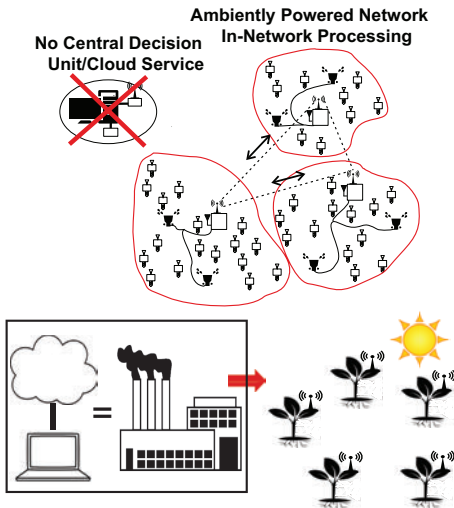 Ambiently Powered Network
In-Network Processing
No Central Decision
Unit/Cloud Service
=